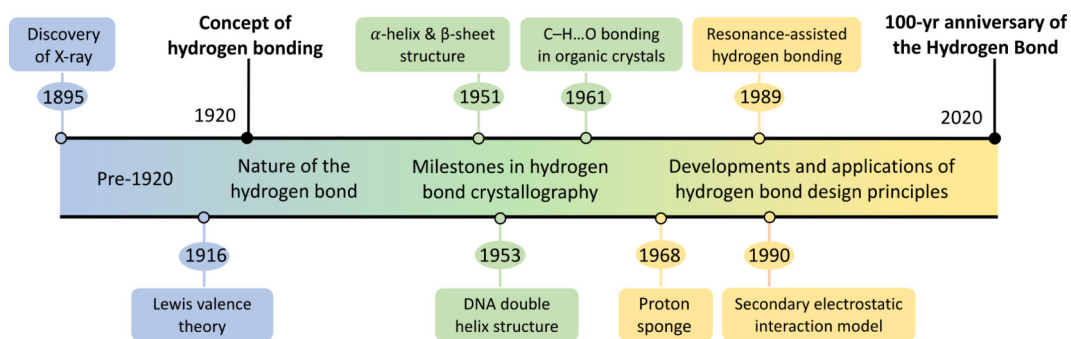 Discovery
of X-ray
1895
Concept of
hydrogen bonding
1920
α-helix & β-sheet
structure
1951
C–H...O bonding
in organic crystals
1961
Resonance-assisted
hydrogen bonding
1989
100-yr anniversary of
the Hydrogen Bond
2020
Pre-1920
Nature of the
hydrogen bond
Milestones in hydrogen
bond crystallography
Developments and applications of
hydrogen bond design principles
1916
Lewis valence
theory
1953
DNA double
helix structure
1968
Proton
sponge
1990
Secondary electrostatic
interaction model